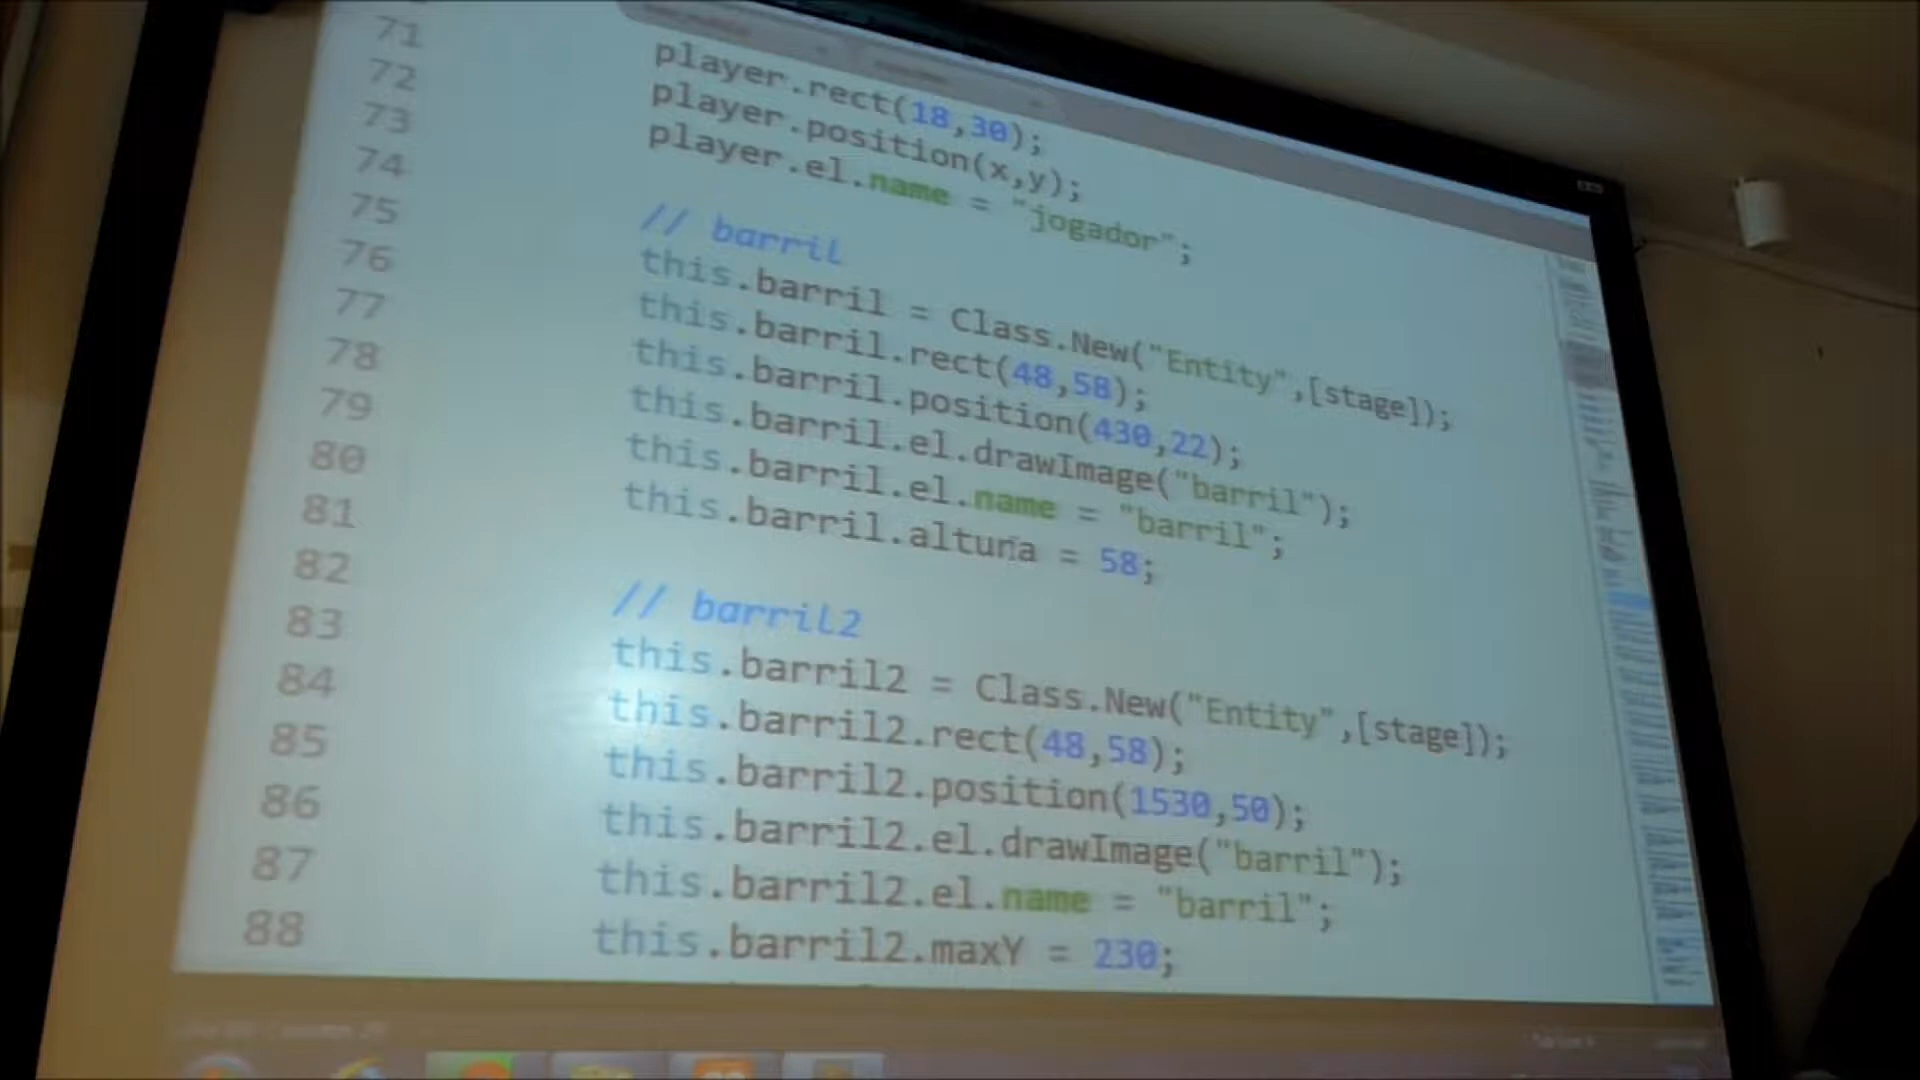 71 player.rect(18,30);
72 player.position(x,y);
73 player.el.name = "jogador";
74 // barril
75 this.barril = Class.New("Entity",[stage]);
76 this.barril.rect(48,58);
77 this.barril.position(430,22);
78 this.barril.el.drawImage("barril");
79 this.barril.el.name = "barril";
80 this.barril.altura = 58;
81 // barril2
82 this.barril2 = Class.New("Entity",[stage]);
83 this.barril2.rect(48,58);
84 this.barril2.position(1530,50);
85 this.barril2.el.drawImage("barril");
86 this.barril2.el.name = "barril";
87 this.barril2.maxY = 230;
88